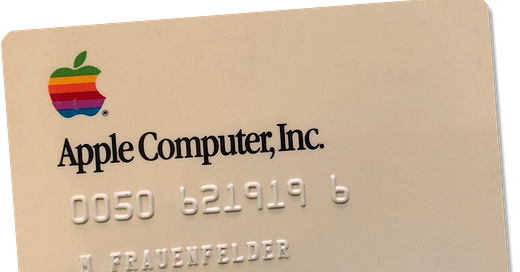 Apple Computer, Inc.
0050 621919 6
M FRAUENFELDER